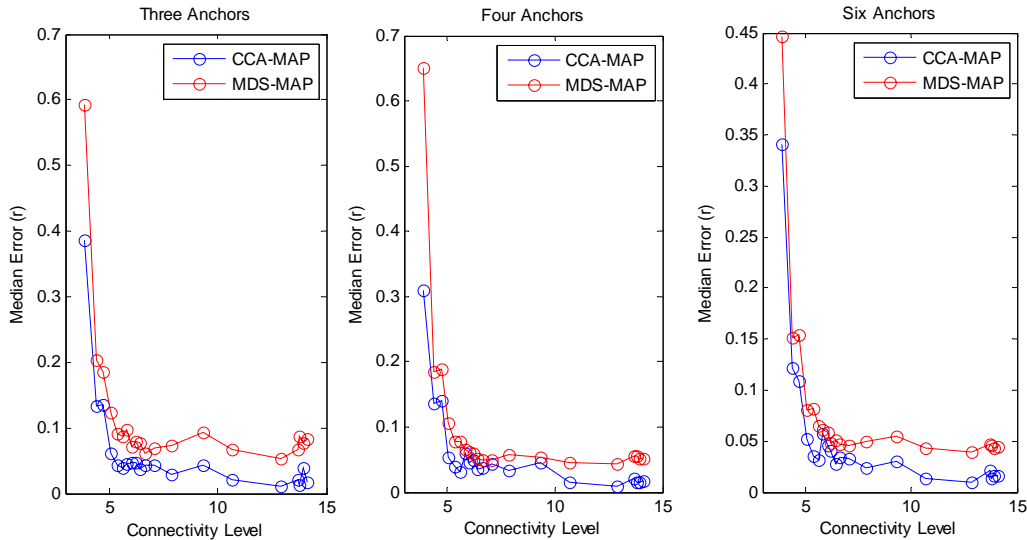 Three Anchors
0.7
0.6
0.5
0.4
0.3
0.2
0.1
0
5
10
15
Median Error (r)
Connectivity Level
CCA-MAP
MDS-MAP
Four Anchors
0.7
0.6
0.5
0.4
0.3
0.2
0.1
0
5
10
15
Median Error (r)
Connectivity Level
CCA-MAP
MDS-MAP
Six Anchors
0.45
0.4
0.35
0.3
0.25
0.2
0.15
0.1
0.05
0
5
10
15
Median Error (r)
Connectivity Level
CCA-MAP
MDS-MAP